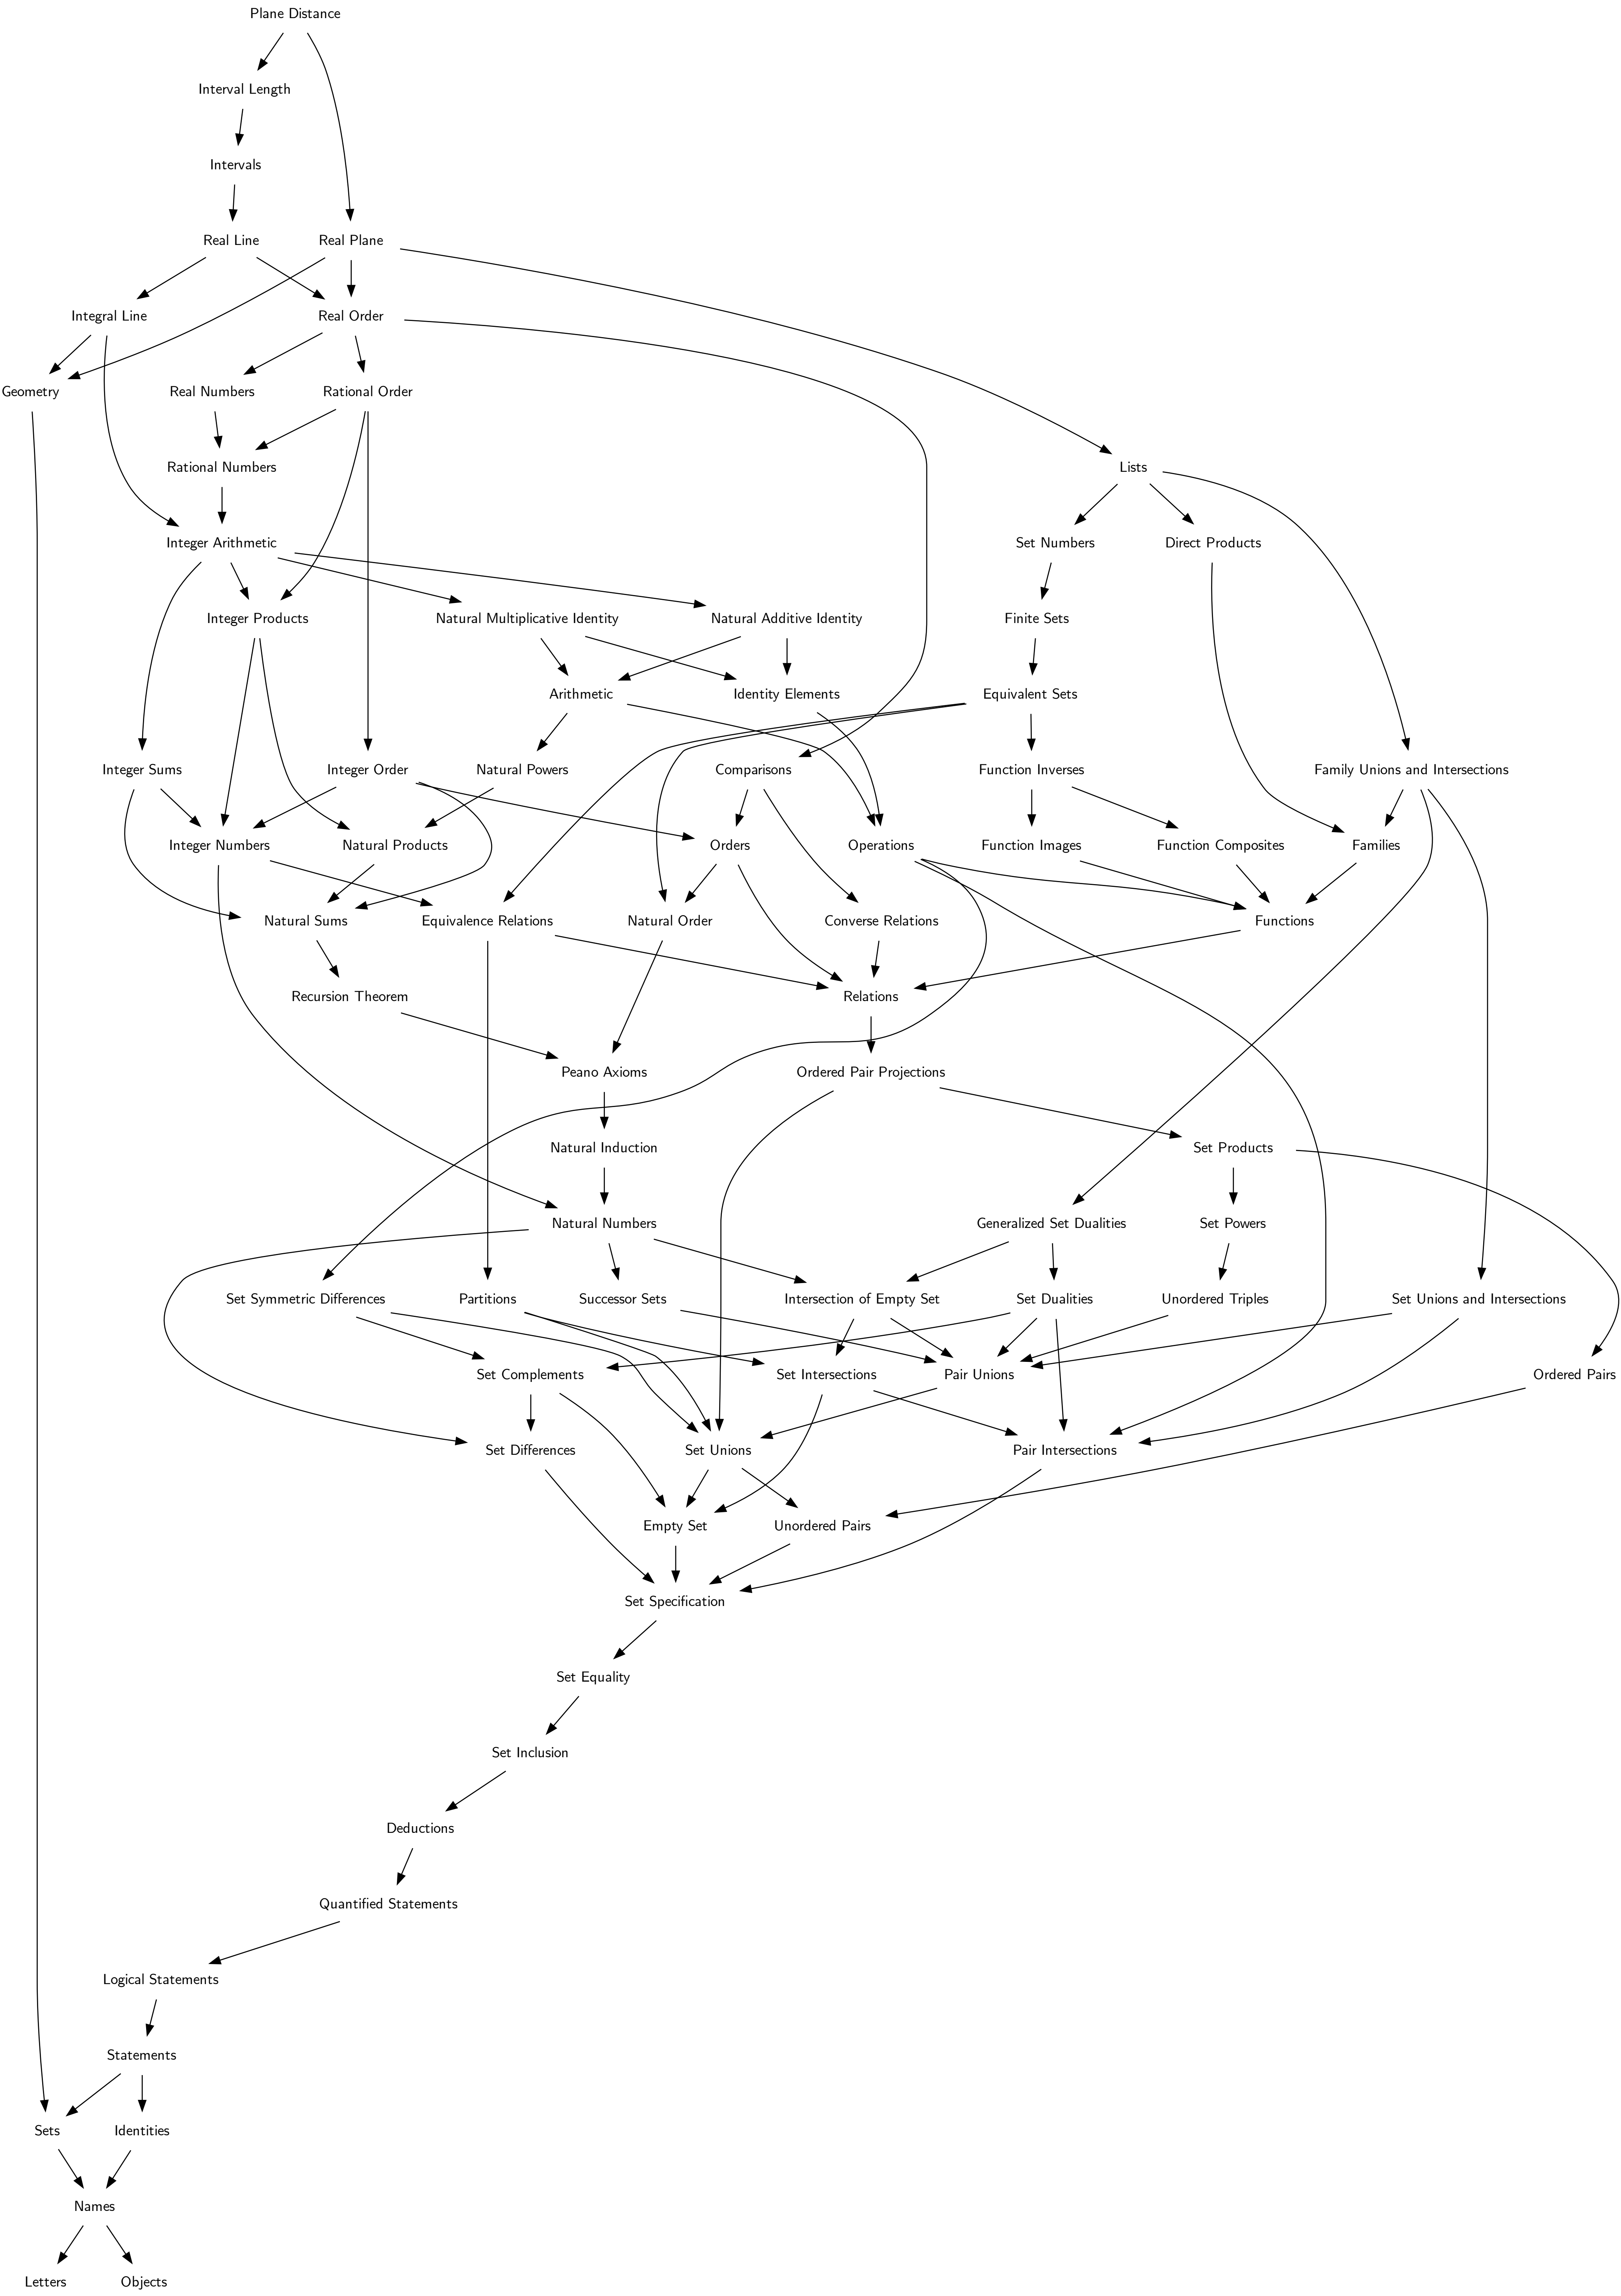 Plane Distance
Interval Length
Intervals
Real Line
Real Plane
Integral Line
Real Order
Geometry
Real Numbers
Rational Order
Rational Numbers
Lists
Integer Arithmetic
Set Numbers
Direct Products
Integer Products
Natural Multiplicative Identity
Natural Additive Identity
Finite Sets
Arithmetic
Identity Elements
Equivalent Sets
Integer Sums
Integer Order
Natural Powers
Comparisons
Function Inverses
Family Unions and Intersections
Integer Numbers
Natural Products
Orders
Operations
Function Images
Function Composites
Families
Natural Sums
Equivalence Relations
Natural Order
Converse Relations
Functions
Recursion Theorem
Relations
Peano Axioms
Ordered Pair Projections
Natural Induction
Set Products
Natural Numbers
Generalized Set Dualities
Set Powers
Set Symmetric Differences
Partitions
Successor Sets
Intersection of Empty Set
Set Dualities
Unordered Triples
Set Unions and Intersections
Set Complements
Set Intersections
Pair Unions
Ordered Pairs
Set Differences
Set Unions
Pair Intersections
Empty Set
Unordered Pairs
Set Specification
Set Equality
Set Inclusion
Deductions
Quantified Statements
Logical Statements
Statements
Sets
Identities
Names
Letters
Objects